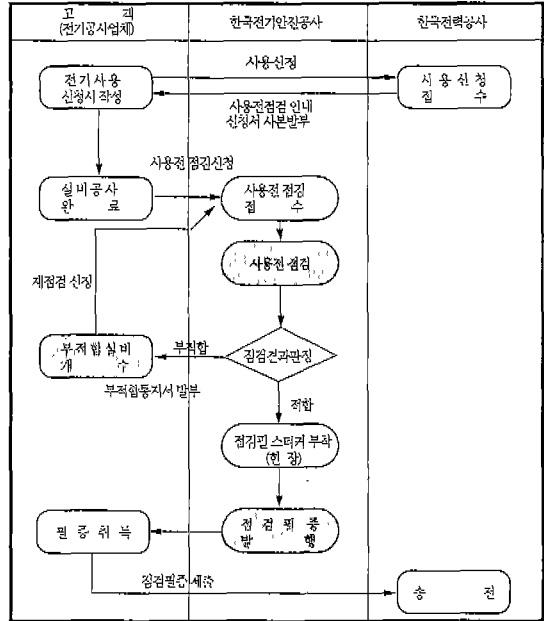 고 객
(전기공사업체)
한국전기안전공사
한국전력공사
사용신청
전기사용
신청서 작성
사용신청
접 수
사용전점검 안내
신청서 사본발부
사용전 점검신청
설비공사
완 료
사용전 점검
접 수
사용전 점검
재점검 신청
부적합설비
개 수
부적합
점검결과판정
부적합통지서 발부
적합
점검필 스티커 부착
(현 장)
필증취득
점검필증
발 행
점검필증 제출
송 전